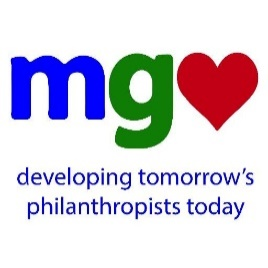 mg
developing tomorrow's
philanthropists today